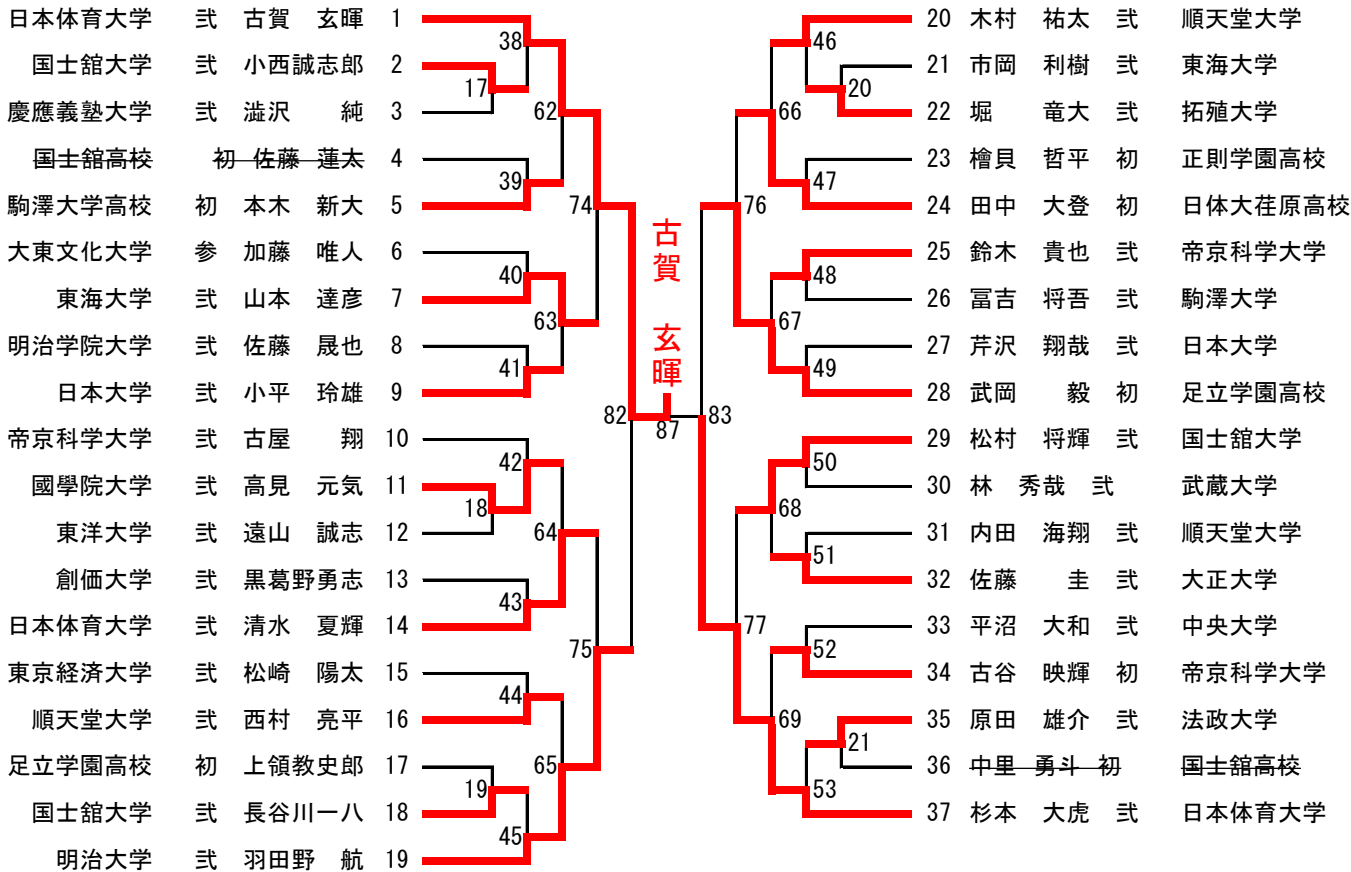 日本体育大学 弐 古賀 玄暉 1
国士舘大学 弐 小西誠志郎 2
慶應義塾大学 弐 澁沢 純 3
国士舘高校 初 佐藤 蓮太 4
駒澤大学高校 初 本木 新大 5
大東文化大学 参 加藤 唯人 6
東海大学 弐 山本 達彦 7
明治学院大学 弐 佐藤 晟也 8
日本大学 弐 小平 玲雄 9
帝京科学大学 弐 古屋 翔 10
國學院大学 弐 高見 元気 11
東洋大学 弐 遠山 誠志 12
創価大学 弐 黒葛野勇志 13
日本体育大学 弐 清水 夏輝 14
東京経済大学 弐 松崎 陽太 15
順天堂大学 弐 西村 亮平 16
足立学園高校 初 上領教史郎 17
国士舘大学 弐 長谷川一八 18
明治大学 弐 羽田野 航 19
17
18
19
38
39
40
41
42
43
44
45
62
63
64
65
74
75
82
古賀 玄暉
87
83
76
77
66
67
68
69
46
47
48
49
50
51
52
53
20
21
20 木村 祐太 弐 順天堂大学
21 市岡 利樹 弐 東海大学
22 堀 竜大 弐 拓殖大学
23 檜貝 哲平 初 正則学園高校
24 田中 大登 初 日体大荏原高校
25 鈴木 貴也 弐 帝京科学大学
26 冨吉 将吾 弐 駒澤大学
27 芹沢 翔哉 弐 日本大学
28 武岡 毅 初 足立学園高校
29 松村 将輝 弐 国士舘大学
30 林 秀哉 弐 武蔵大学
31 内田 海翔 弐 順天堂大学
32 佐藤 圭 弐 大正大学
33 平沼 大和 弐 中央大学
34 古谷 映輝 初 帝京科学大学
35 原田 雄介 弐 法政大学
36 中里 勇斗 初 国士舘高校
37 杉本 大虎 弐 日本体育大学